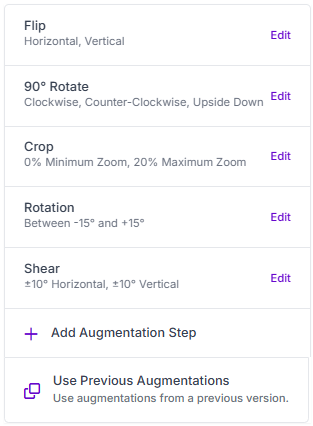 Flip
Horizontal, Vertical
Edit
90° Rotate
Clockwise, Counter-Clockwise, Upside Down
Edit
Crop
0% Minimum Zoom, 20% Maximum Zoom
Edit
Rotation
Between -15° and +15°
Edit
Shear
±10° Horizontal, ±10° Vertical
Edit
Add Augmentation Step
Use Previous Augmentations
Use augmentations from a previous version.